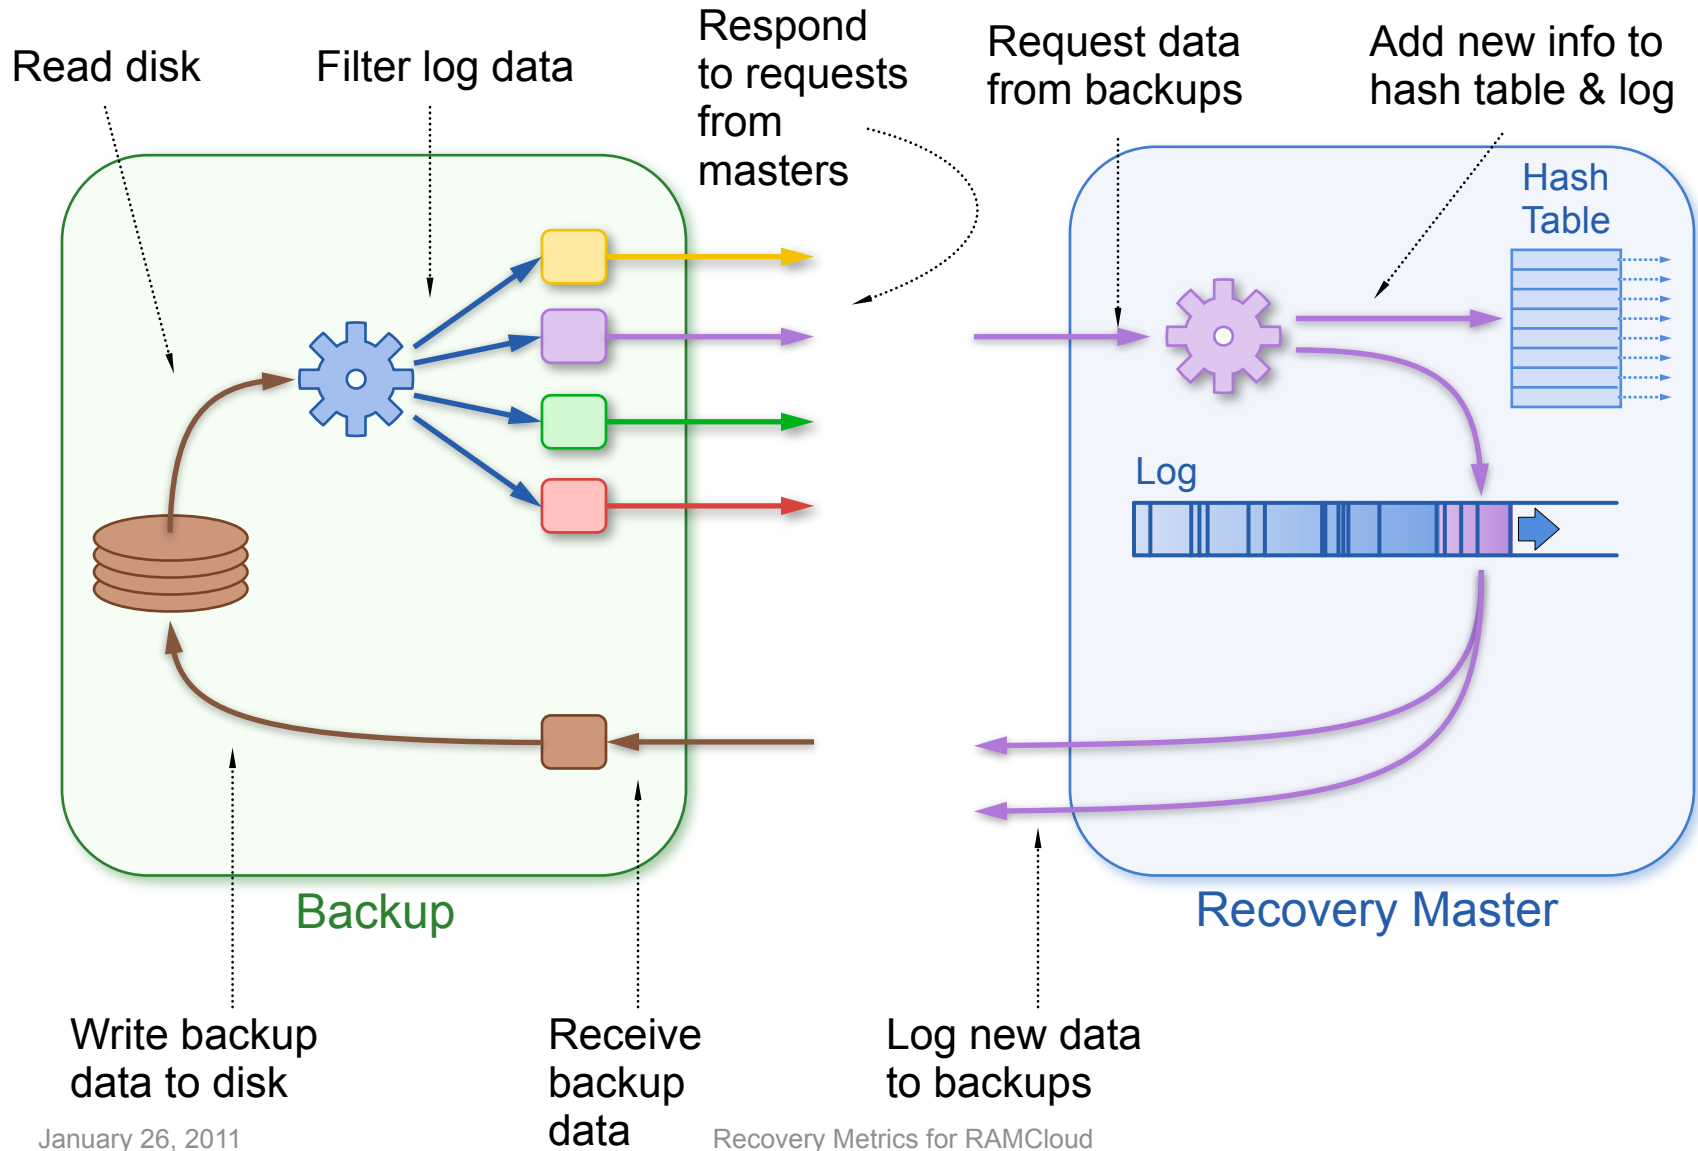 Read disk
Filter log data
Respond
to requests
from
masters
Request data
from backups
Add new info to
hash table & log
Hash
Table
Log
Backup
Recovery Master
Write backup
data to disk
Receive
backup
data
Log new data
to backups
January 26, 2011
Recovery Metrics for RAMCloud